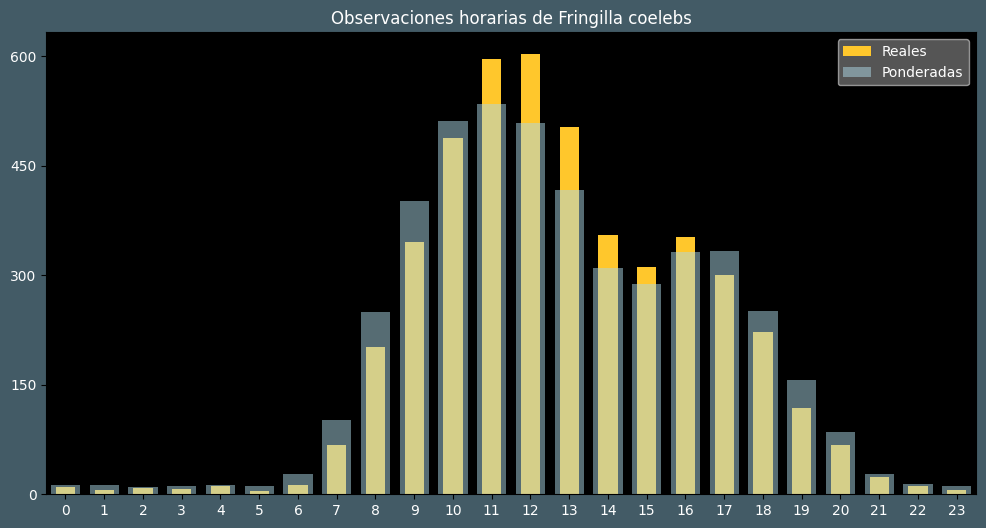 Observaciones horarias de Fringilla coelebs
Reales
Ponderadas
600
450
300
150
0
0 1 2 3 4 5 6 7 8 9 10 11 12 13 14 15 16 17 18 19 20 21 22 23